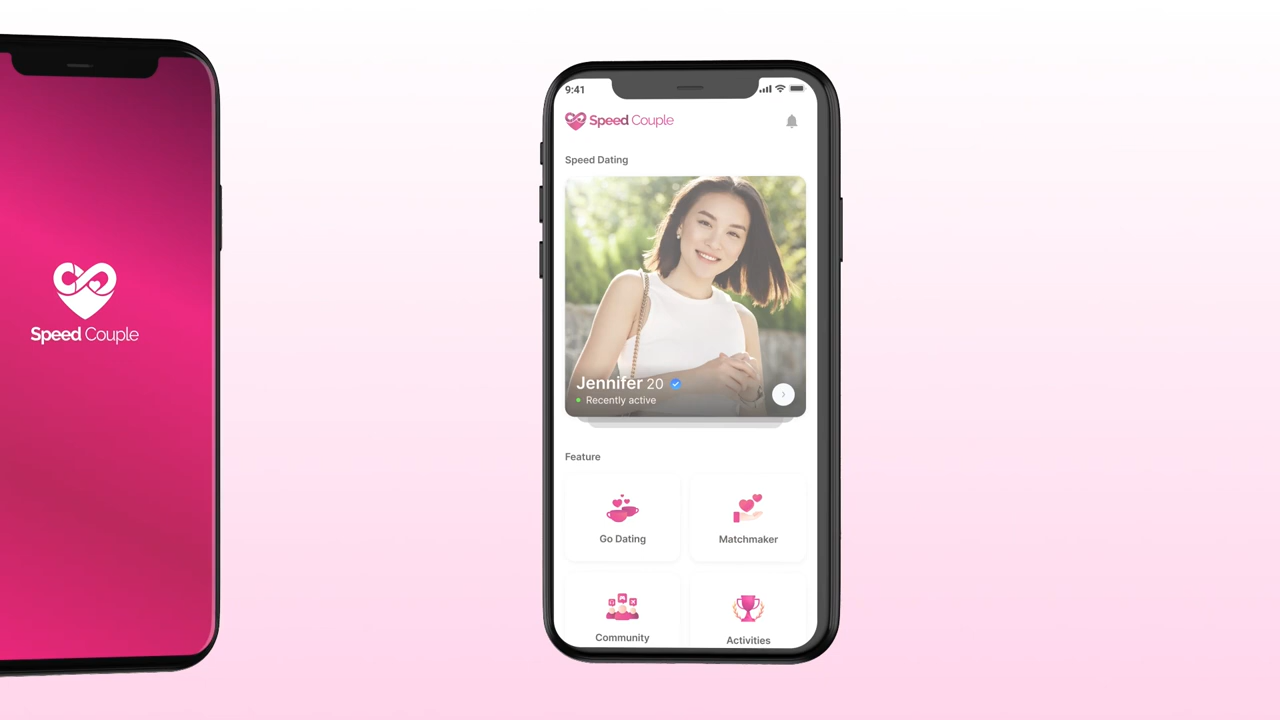 Speed Couple
9:41
Speed Couple
Speed Dating
Jennifer 20
Recently active
Feature
Go Dating
Matchmaker
Community
Activities